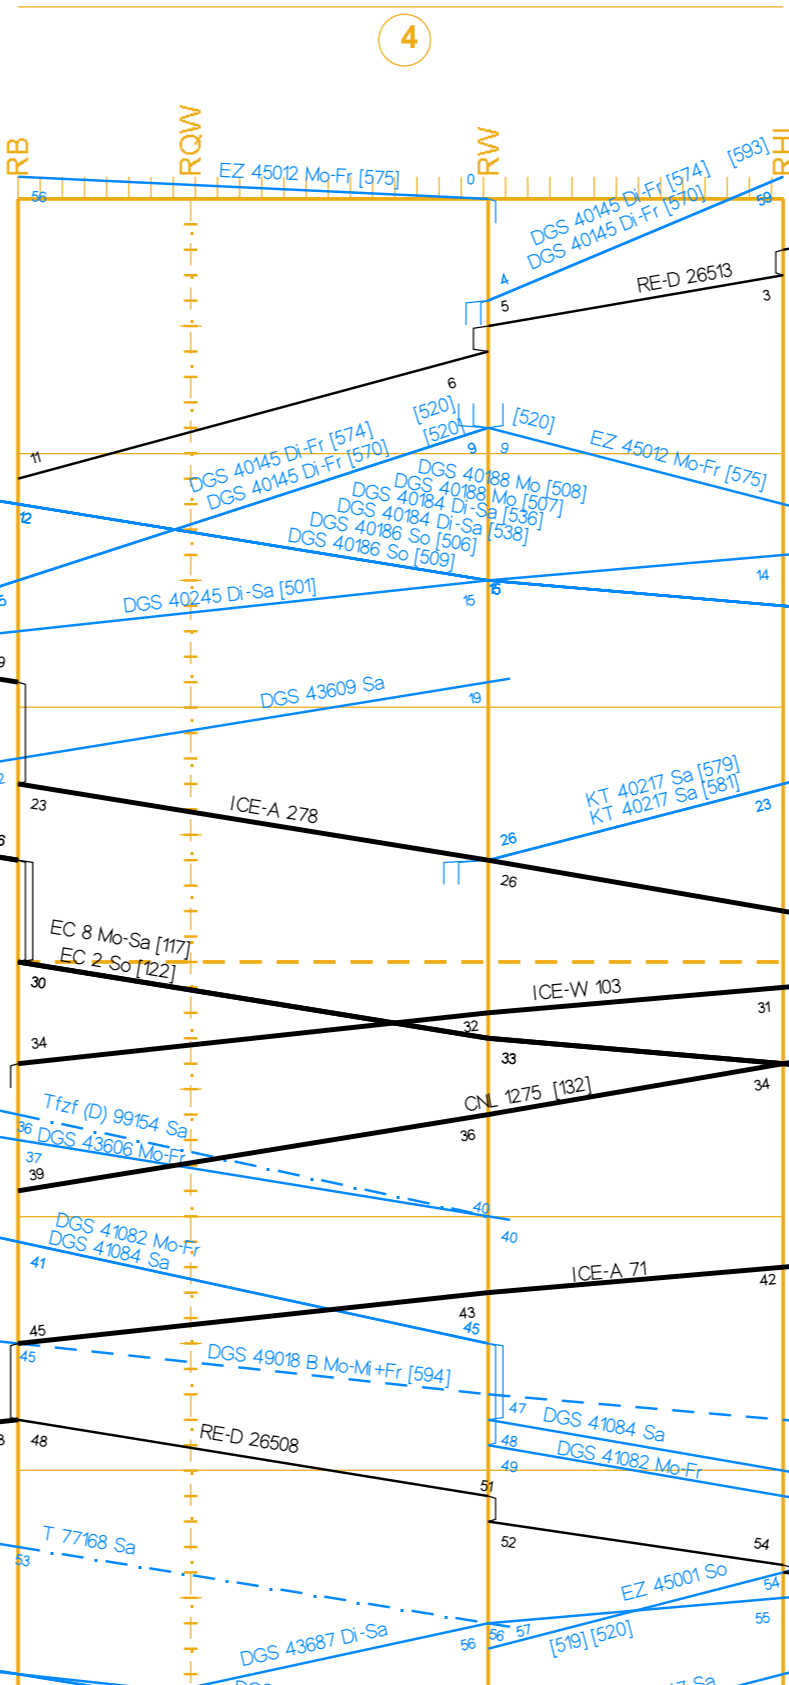 4
RB
RQW
RW
RHI
EZ 45012 Mo-Fr [575]
0
56
[593]
DGS 40145 Di-Fr [574]
DGS 40145 Di-Fr [570]
59
4
5
RE-D 26513
3
6
11
[520]
DGS 40145 Di-Fr [574]
[520]
DGS 40145 Di-Fr [570]
9
9
[520]
EZ 45012 Mo-Fr [575]
DGS 40188 Mo [508]
DGS 40188 Mo [507]
DGS 40184 Di-Sa [536]
DGS 40184 Di-Sa [538]
DGS 40186 So [506]
DGS 40186 So [509]
12
14
15
DGS 40245 Di-Sa [501]
15
9
DGS 43609 Sa
19
2
23
ICE-A 278
KT 40217 Sa [579]
KT 40217 Sa [581]
23
26
26
6
EC 8 Mo-Sa [117]
EC 2 So [122]
30
ICE-W 103
31
32
34
33
34
CNL 1275 [132]
36
Tfzf (D) 99154 Sa
36
DGS 43606 Mo-Fr
37
39
40
40
DGS 41082 Mo-Fr
DGS 41084 Sa
41
ICE-A 71
42
43
45
45
45
DGS 49018 B Mo-Mi+Fr [594]
47
DGS 41084 Sa
48
DGS 41082 Mo-Fr
49
48
RE-D 26508
51
52
54
T 77168 Sa
53
EZ 45001 So
54
55
56
56
57
[519] [520]
DGS 43687 Di-Sa
Sa